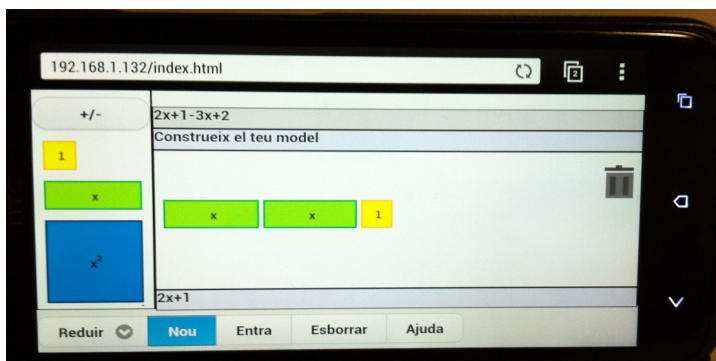 192.168.1.132/index.html
2
+/-
2x+1-3x+2
Construeix el teu model
1
x
x x 1
x²
2x+1
Reduir Nou Entra Esborrar Ajuda